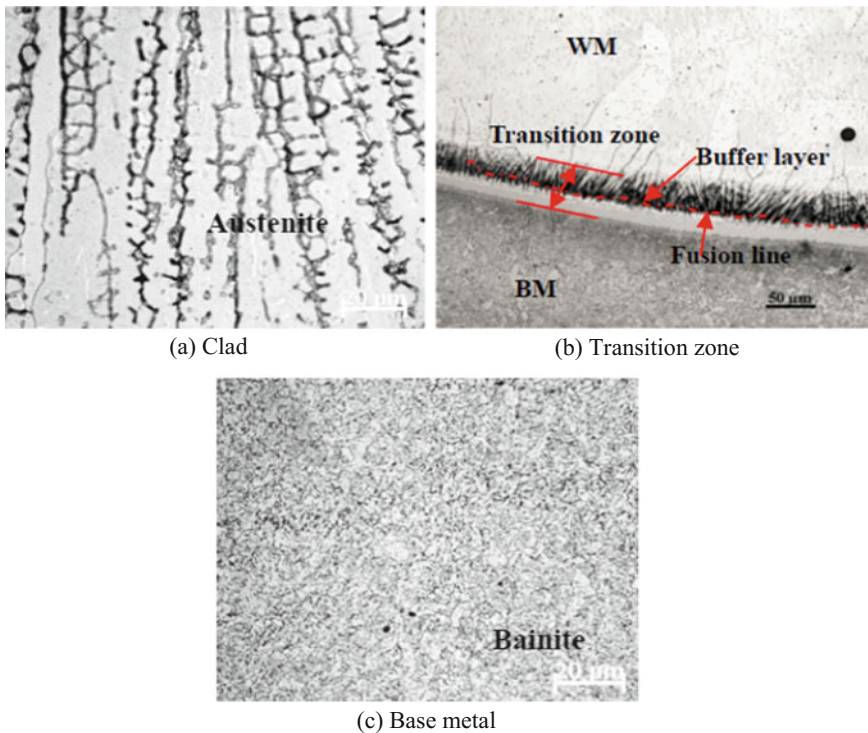 Austenite
20 µm
(a) Clad
WM
Transition zone
Buffer layer
Fusion line
BM
50 µm
(b) Transition zone
Bainite
20 µm
(c) Base metal